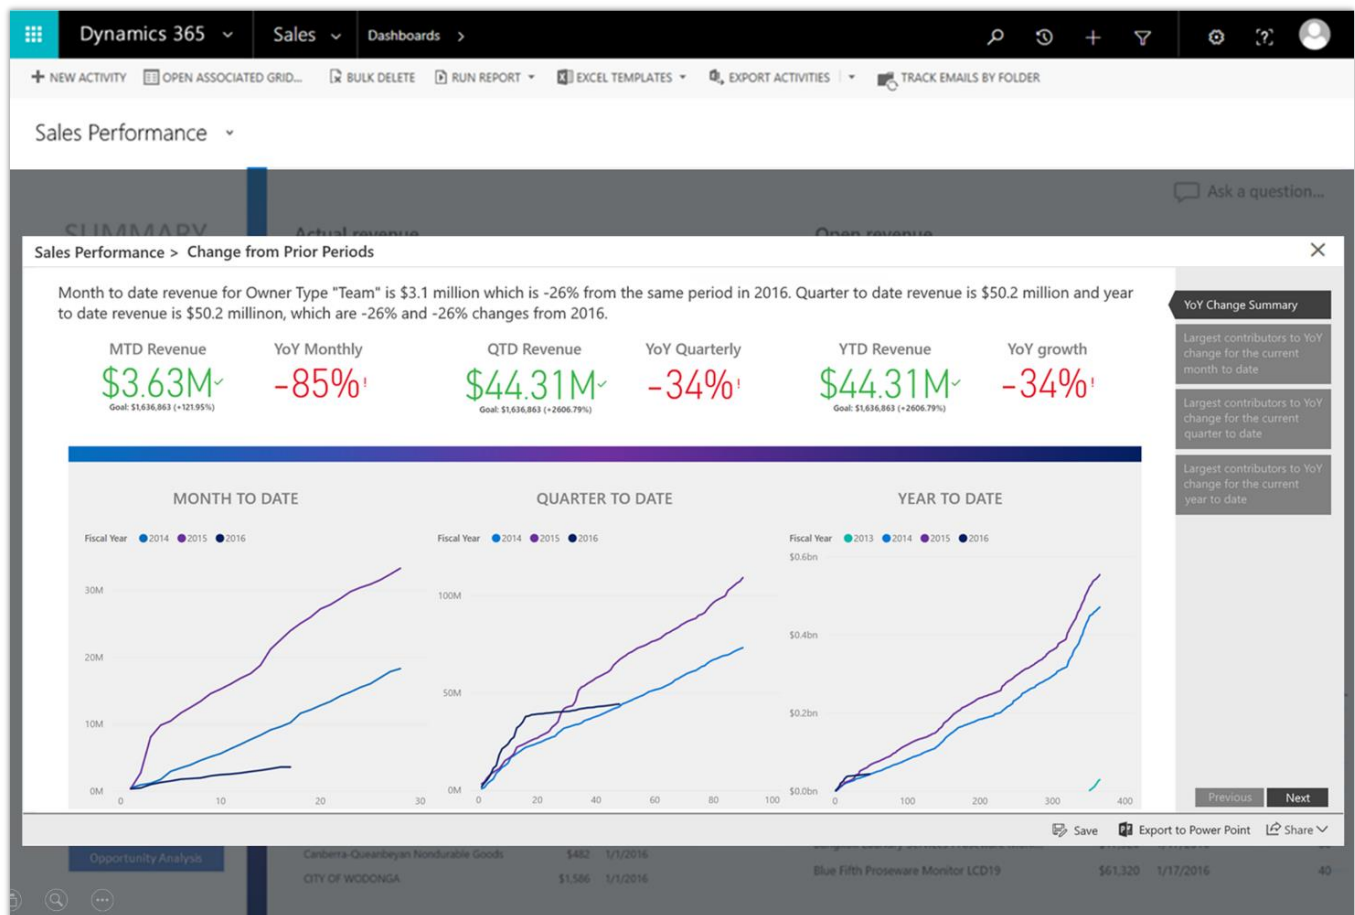 Dynamics 365
Sales
Dashboards >
NEW ACTIVITY
OPEN ASSOCIATED GRID...
BULK DELETE
RUN REPORT
EXCEL TEMPLATES
EXPORT ACTIVITIES
TRACK EMAILS BY FOLDER
Sales Performance
Ask a question...
SUMMARY
Actual revenue
Open revenue
Sales Performance > Change from Prior Periods
Month to date revenue for Owner Type "Team" is $3.1 million which is -26% from the same period in 2016. Quarter to date revenue is $50.2 million and year
to date revenue is $50.2 millinon, which are -26% and -26% changes from 2016.
MTD Revenue
$3.63M
Goal: $1,636,863 (+121.95%)
YoY Monthly
-85%!
QTD Revenue
$44.31M
Goal: $1,636,863 (+2606.79%)
YoY Quarterly
-34%!
YTD Revenue
$44.31M
Goal: $1,636,863 (+2606.79%)
YoY growth
-34%!
YoY Change Summary
Largest contributors to YoY
change for the current
month to date
Largest contributors to YoY
change for the current
quarter to date
Largest contributors to YoY
change for the current
year to date
MONTH TO DATE
Fiscal Year 2014 2015 2016
30M
20M
10M
0M
0 10 20 30
QUARTER TO DATE
Fiscal Year 2014 2015 2016
100M
50M
0M
0 20 40 60 80 100
YEAR TO DATE
Fiscal Year 2013 2014 2015 2016
$0.6bn
$0.4bn
$0.2bn
$0.0bn
0 100 200 300 400
Previous
Next
Save
Export to Power Point
Share
Opportunity Analysis
Canberra-Queanbeyan Nondurable Goods $482 1/1/2016
CITY OF WODONGA $1,586 1/1/2016
Blue Fifth Proseware Monitor LCD19 $61,320 1/17/2016 40